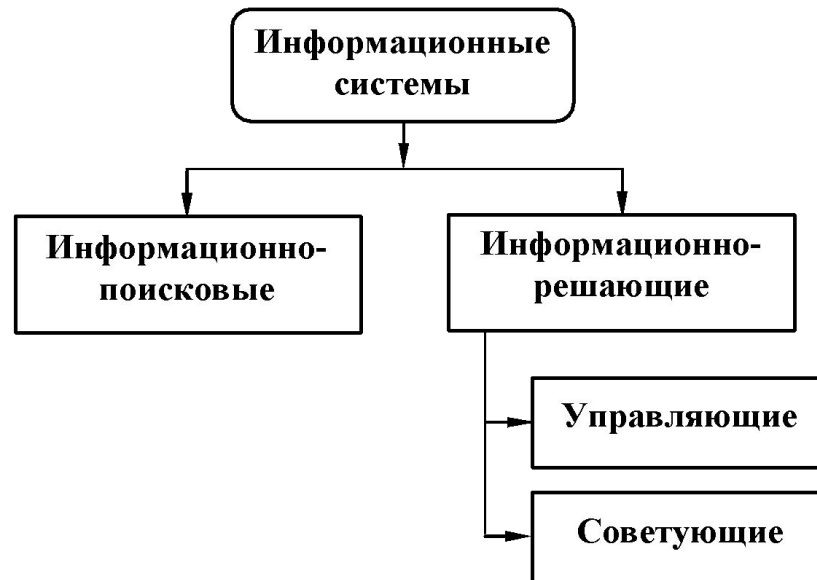 Информационные
системы
Информационно-
поисковые
Информационно-
решающие
Управляющие
Советующие